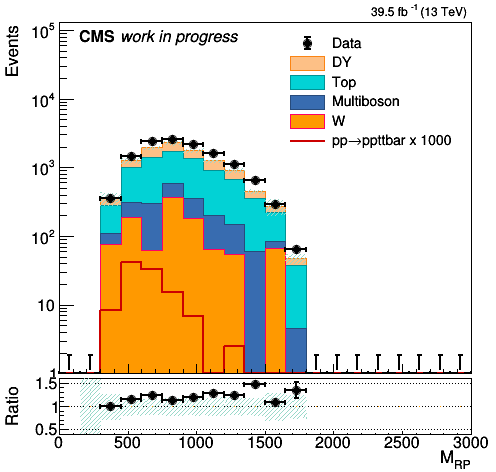 39.5 fb⁻¹ (13 TeV)
CMS work in progress
Events
10⁵
10⁴
10³
10²
10
1
Data
DY
Top
Multiboson
W
pp→ppttbar x 1000
Ratio
1.5
1
0.5
0 500 1000 1500 2000 2500 3000
M_RP